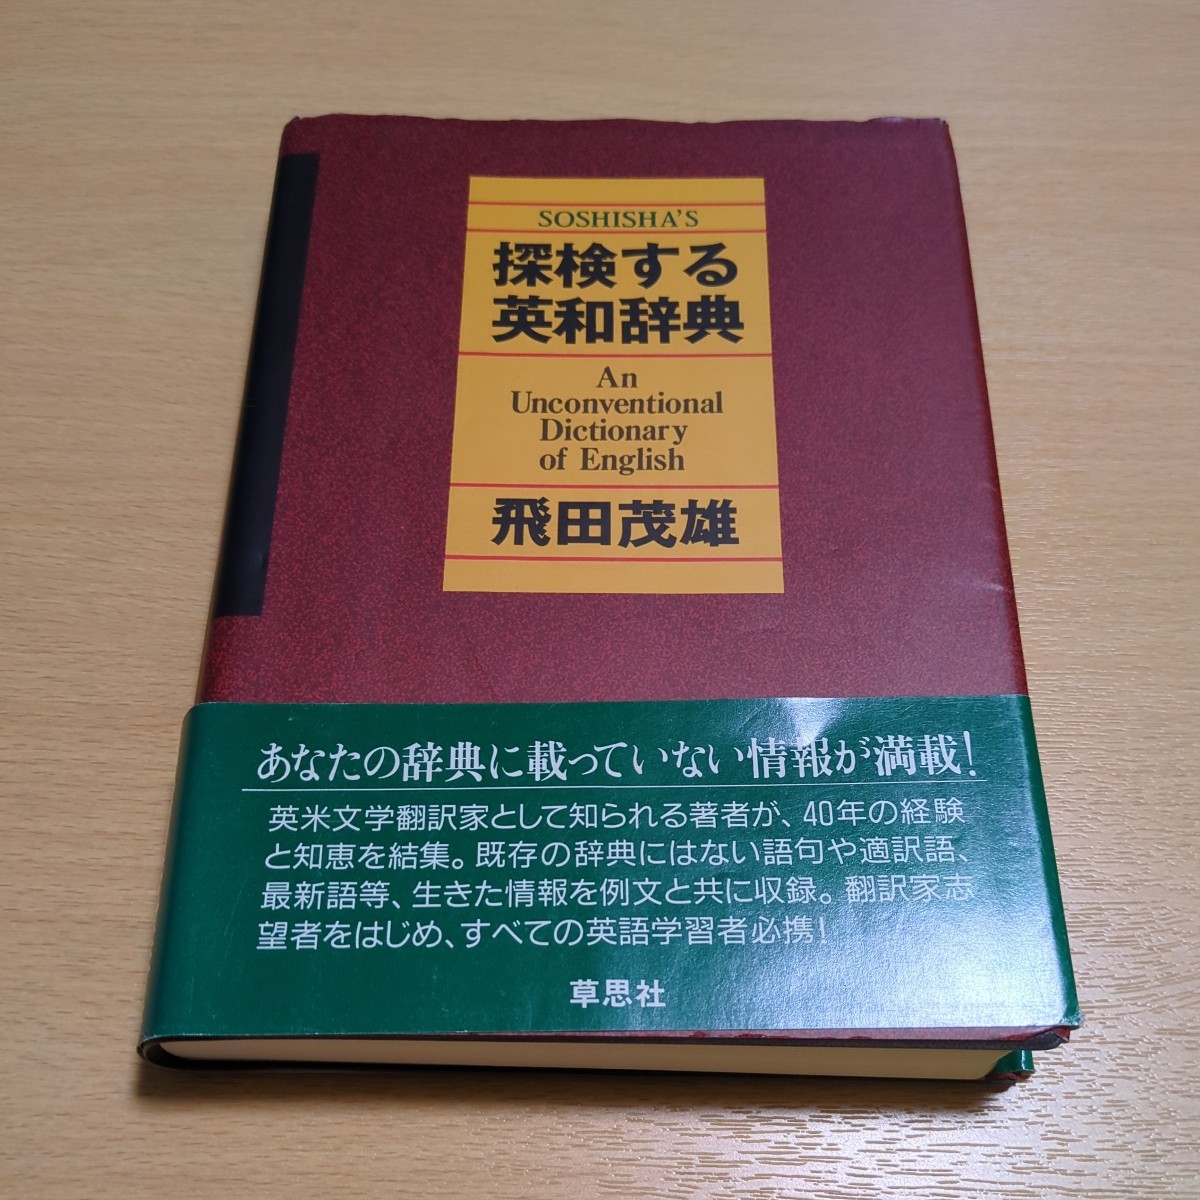 SOSHISHA'S
探検する
英和辞典
An
Unconventional
Dictionary
of English
飛田茂雄
あなたの辞典に載っていない情報が満載!
英米文学翻訳家として知られる著者が、40年の経験
と知恵を結集。既存の辞典にはない語句や適訳語、
最新語等、生きた情報を例文と共に収録。翻訳家志
望者をはじめ、すべての英語学習者必携!
草思社